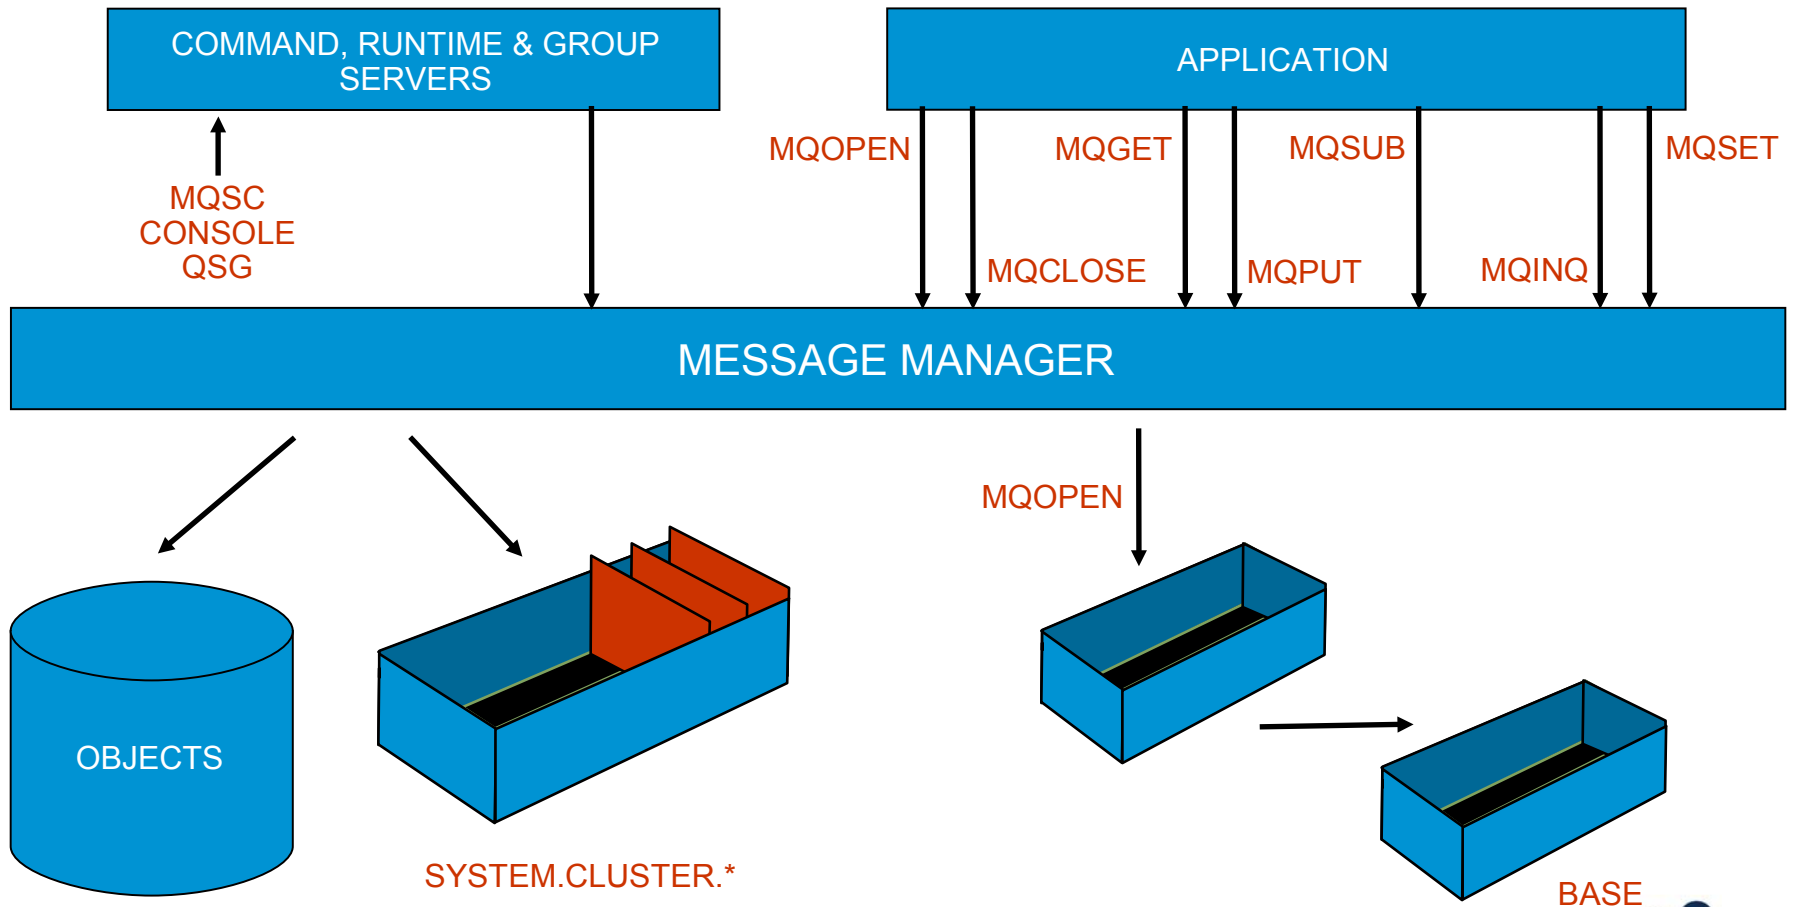 COMMAND, RUNTIME & GROUP
SERVERS
APPLICATION
MQOPEN
MQGET
MQSUB
MQSET
MQSC
CONSOLE
QSG
MQCLOSE
MQPUT
MQINQ
MESSAGE MANAGER
MQOPEN
OBJECTS
SYSTEM.CLUSTER.*
BASE